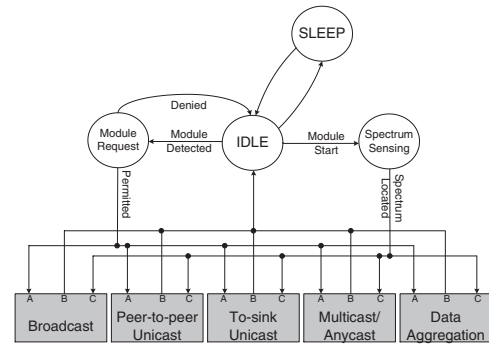 SLEEP
Denied
Module
Request
Module
Detected
IDLE
Module
Start
Spectrum
Sensing
Permitted
Spectrum
Located
A B C
Broadcast
A B C
Peer-to-peer
Unicast
A B C
To-sink
Unicast
A B C
Multicast/
Anycast
A B C
Data
Aggregation